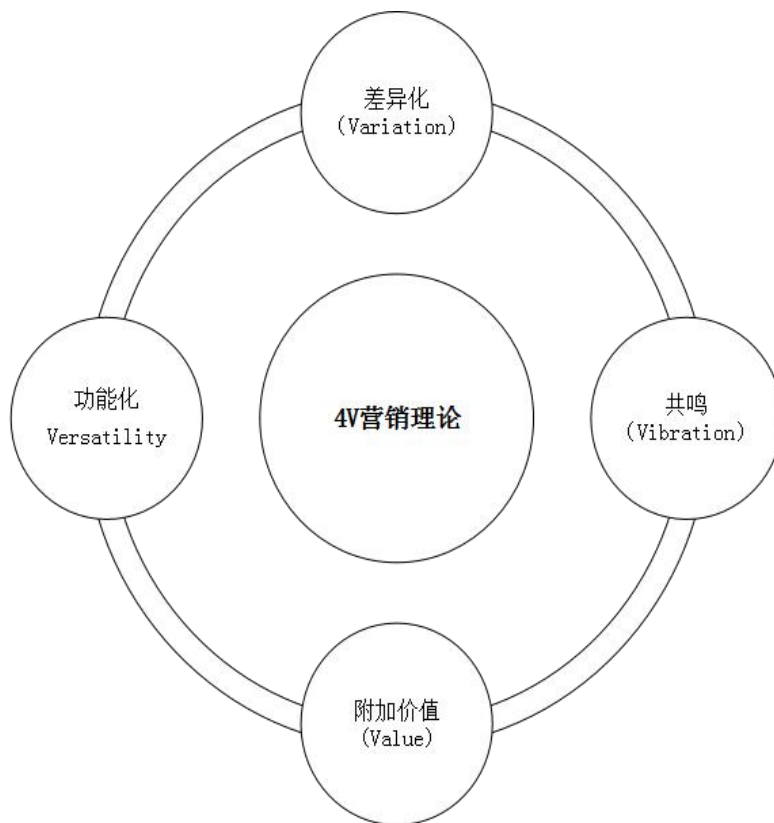 差异化
(Variation)
功能化
Versatility
4V营销理论
共鸣
(Vibration)
附加价值
(Value)